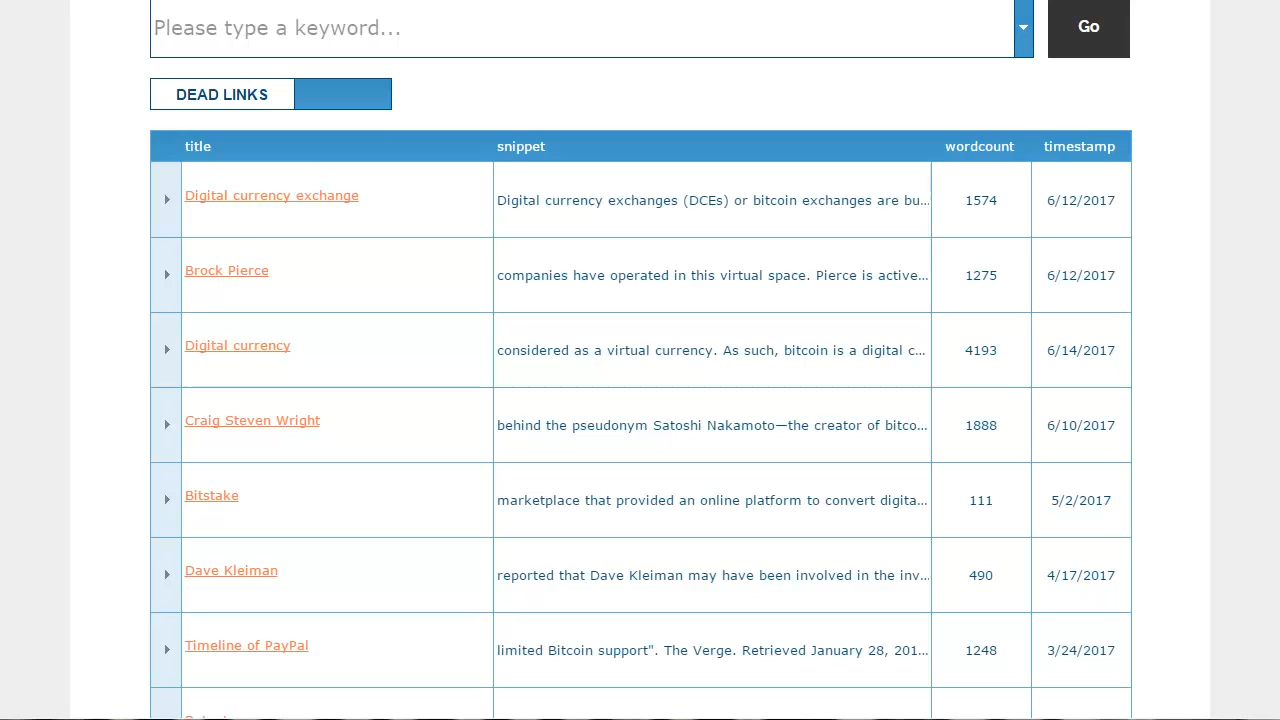 Please type a keyword...
Go
DEAD LINKS
title snippet wordcount timestamp
Digital currency exchange Digital currency exchanges (DCEs) or bitcoin exchanges are bu... 1574 6/12/2017
Brock Pierce companies have operated in this virtual space. Pierce is active... 1275 6/12/2017
Digital currency considered as a virtual currency. As such, bitcoin is a digital c... 4193 6/14/2017
Craig Steven Wright behind the pseudonym Satoshi Nakamoto—the creator of bitco... 1888 6/10/2017
Bitstake marketplace that provided an online platform to convert digita... 111 5/2/2017
Dave Kleiman reported that Dave Kleiman may have been involved in the inv... 490 4/17/2017
Timeline of PayPal limited Bitcoin support". The Verge. Retrieved January 28, 201... 1248 3/24/2017